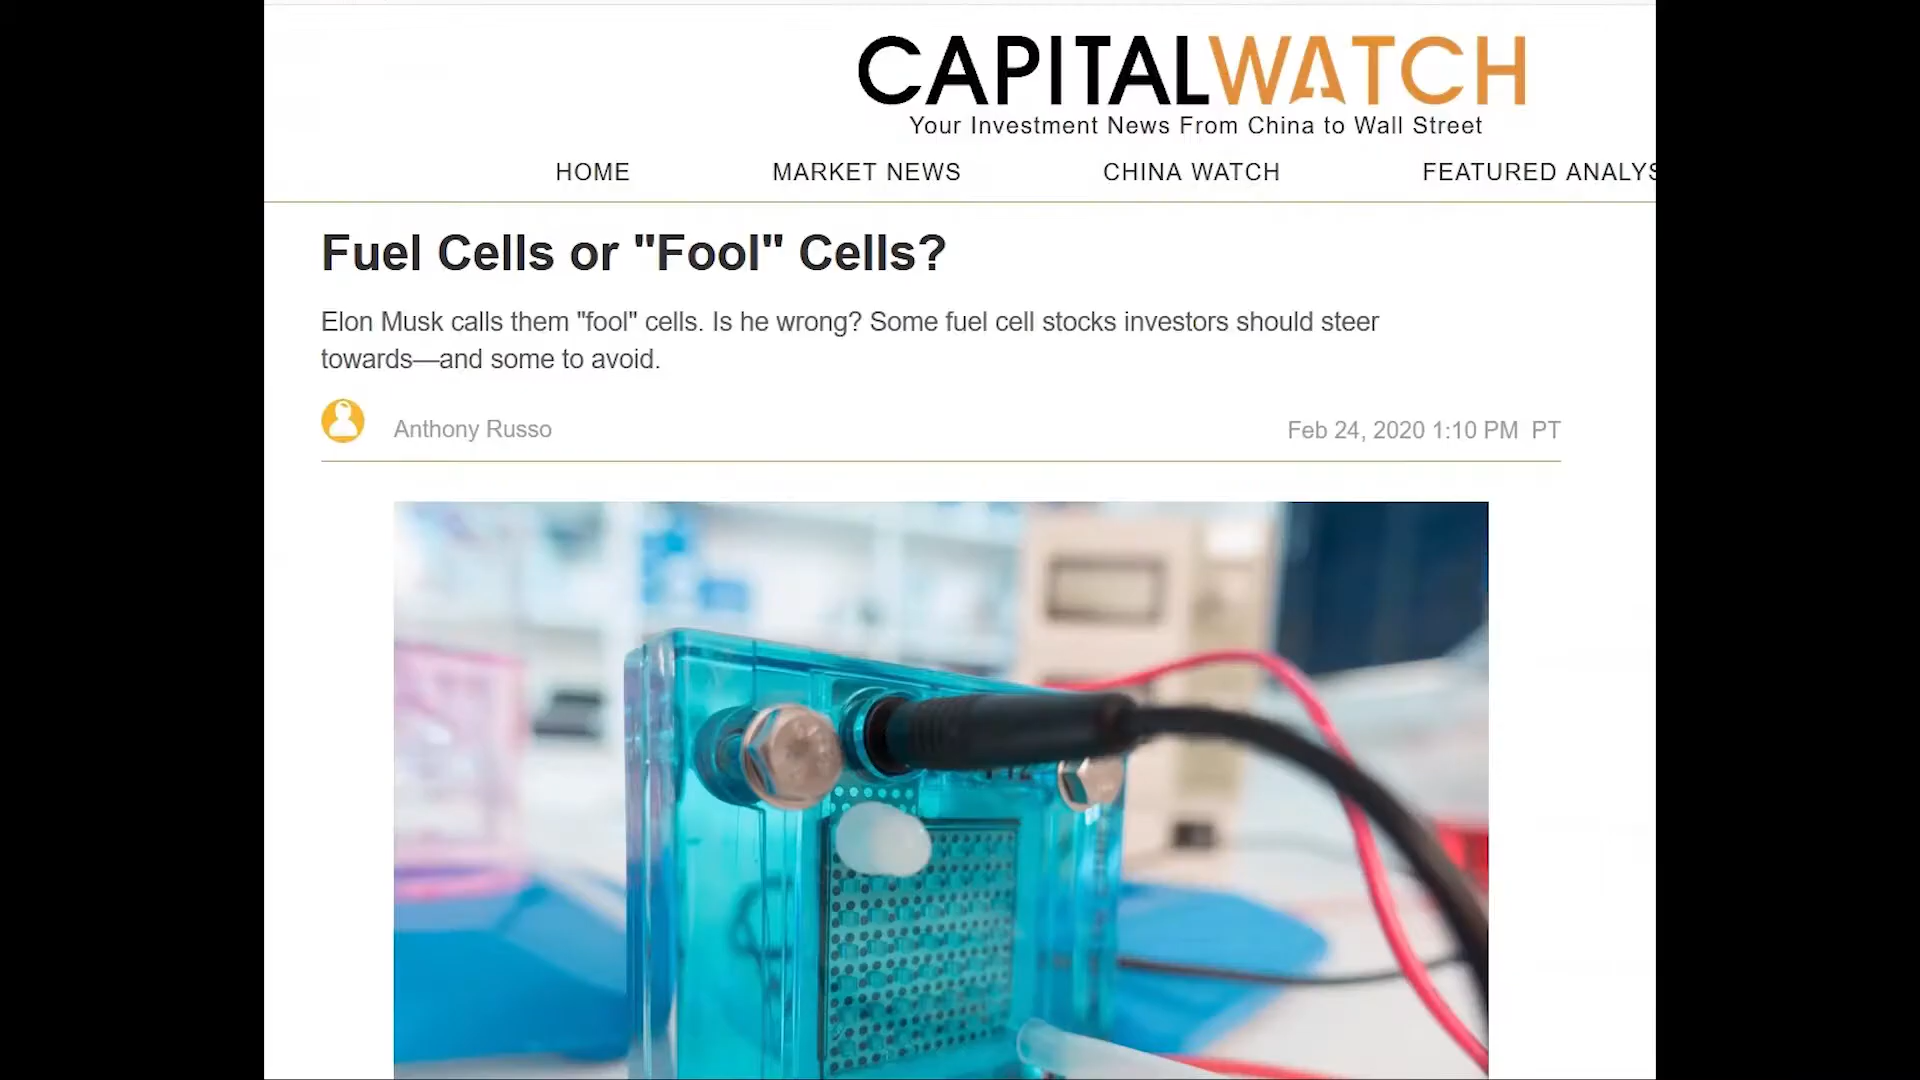 CAPITALWATCH
Your Investment News From China to Wall Street
HOME MARKET NEWS CHINA WATCH FEATURED ANALYS
Fuel Cells or "Fool" Cells?
Elon Musk calls them "fool" cells. Is he wrong? Some fuel cell stocks investors should steer
towards—and some to avoid.
Anthony Russo Feb 24, 2020 1:10 PM PT